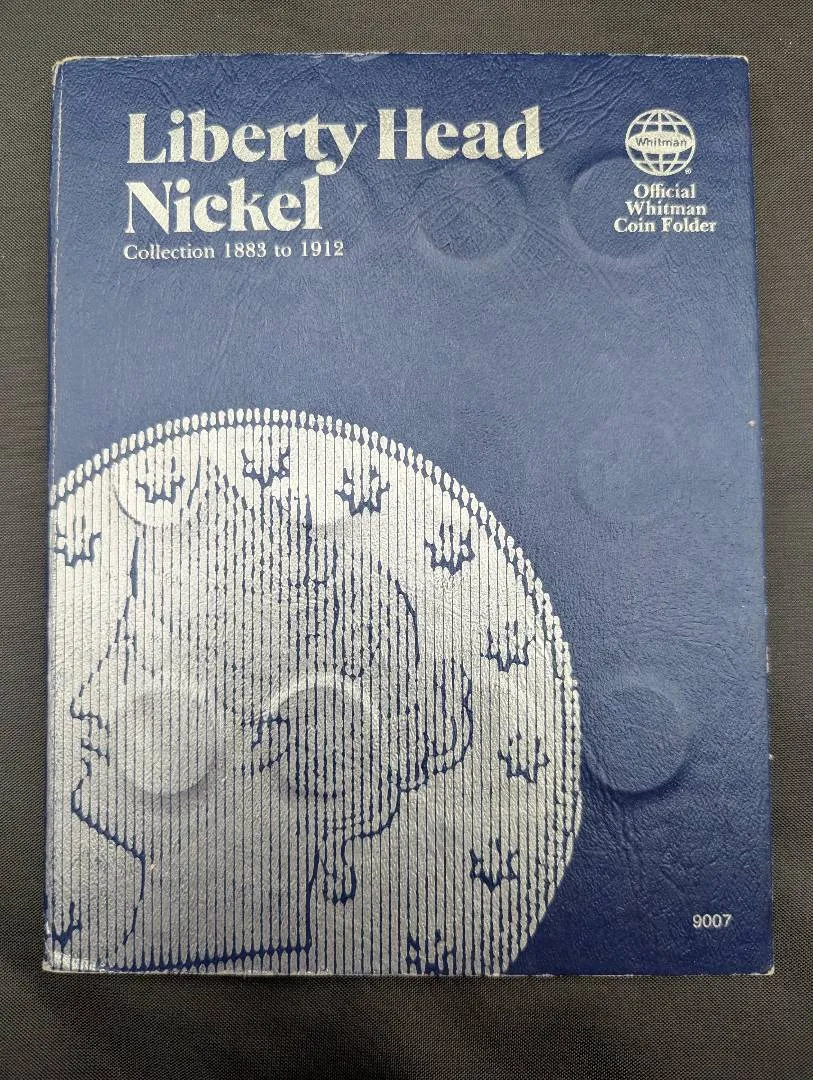 Liberty Head
Nickel
Collection 1883 to 1912
Whitman
®
Official
Whitman
Coin Folder
9007